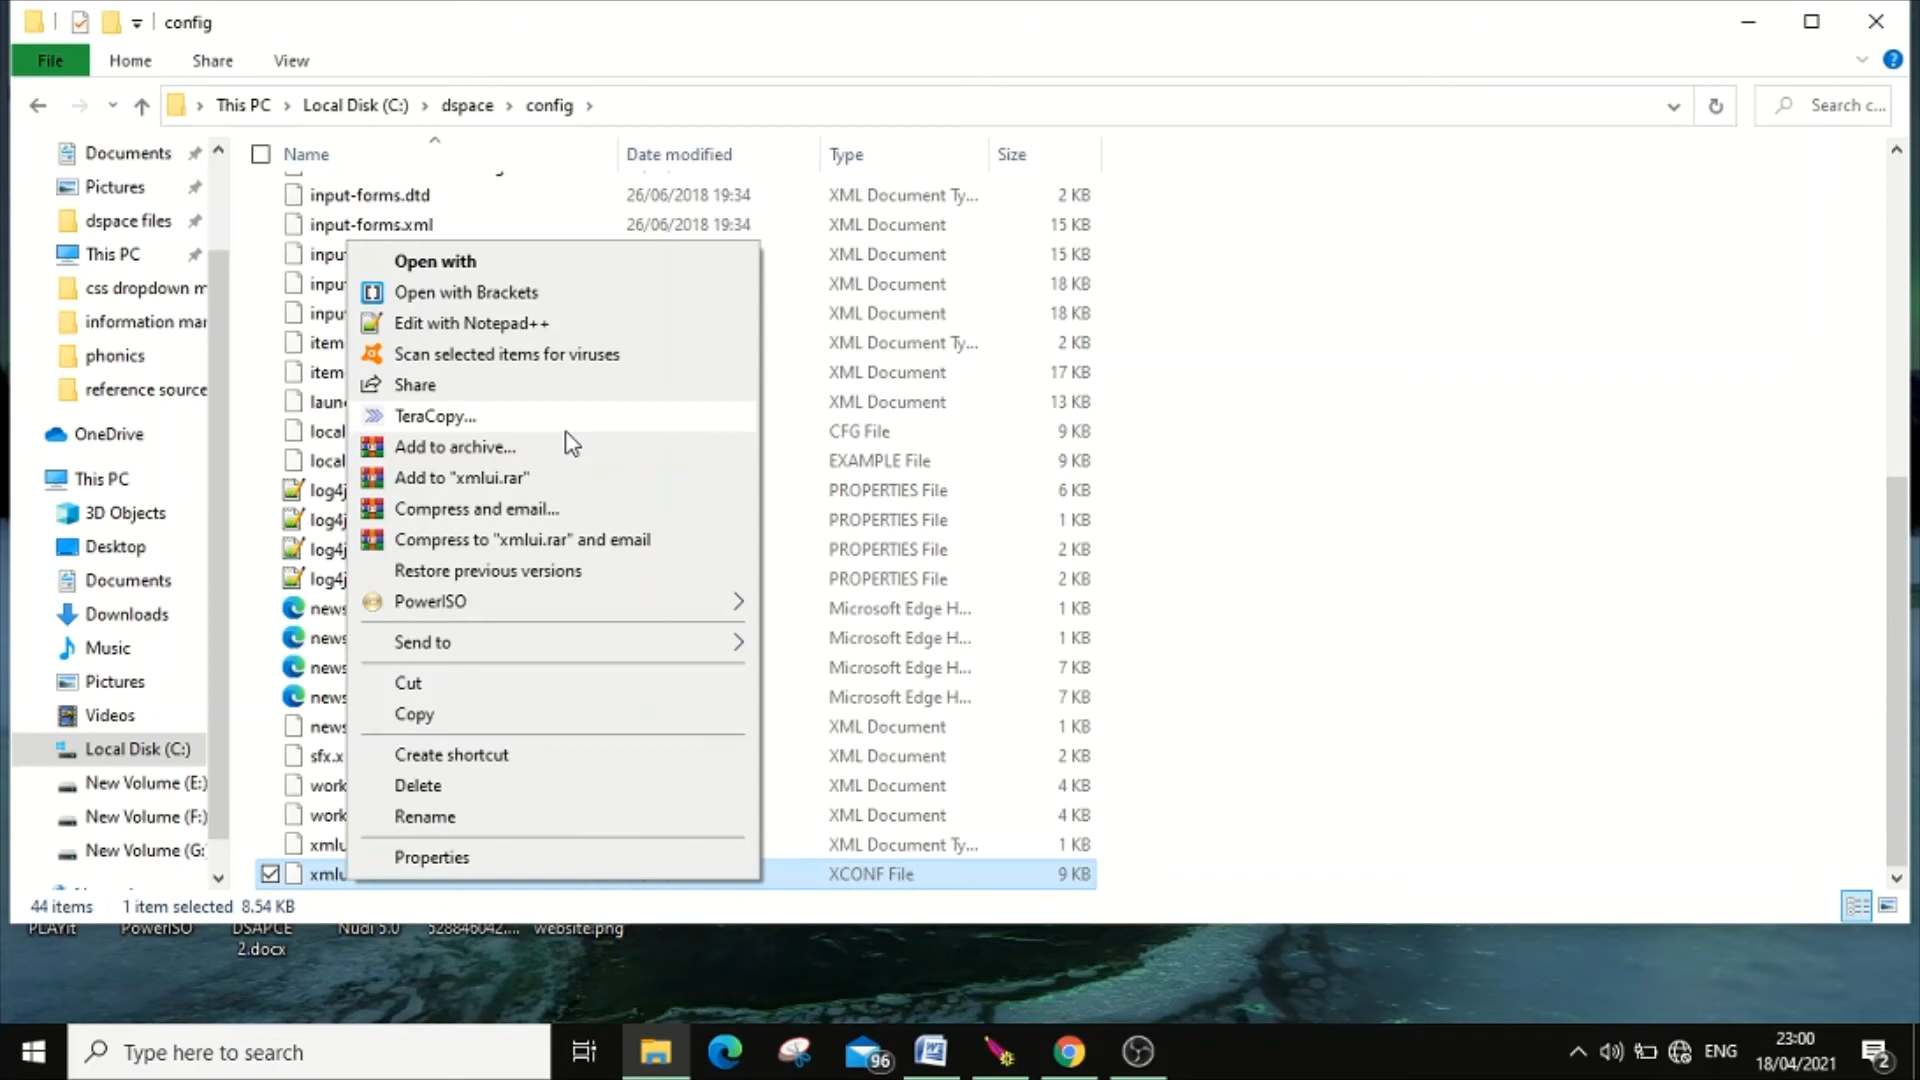 config
File Home Share View
This PC Local Disk (C:) dspace config
Search c...
Name Date modified Type Size
Documents
Pictures
dspace files
This PC
css dropdown m
information mar
phonics
reference source
OneDrive
This PC
3D Objects
Desktop
Documents
Downloads
Music
Pictures
Videos
Local Disk (C:)
New Volume (E:)
New Volume (F:)
New Volume (G:
input-forms.dtd 26/06/2018 19:34 XML Document Ty... 2 KB
input-forms.xml 26/06/2018 19:34 XML Document 15 KB
XML Document 15 KB
XML Document 18 KB
XML Document 18 KB
item XML Document Ty... 2 KB
item XML Document 17 KB
XML Document 13 KB
local CFG File 9 KB
local EXAMPLE File 9 KB
log4j PROPERTIES File 6 KB
log4j PROPERTIES File 1 KB
log4j PROPERTIES File 2 KB
log4j PROPERTIES File 2 KB
news Microsoft Edge H... 1 KB
news Microsoft Edge H... 1 KB
news Microsoft Edge H... 7 KB
news Microsoft Edge H... 7 KB
news XML Document 1 KB
sfx.x XML Document 2 KB
work XML Document 4 KB
work XML Document 4 KB
xmlu XML Document Ty... 1 KB
xmlu XCONF File 9 KB
Open with
Open with Brackets
Edit with Notepad++
Scan selected items for viruses
Share
TeraCopy...
Add to archive...
Add to "xmlui.rar"
Compress and email...
Compress to "xmlui.rar" and email
Restore previous versions
PowerISO
Send to
Cut
Copy
Create shortcut
Delete
Rename
Properties
44 items 1 item selected 8.54 KB
PLAYit PowerISO DSAPCE Nudi 5.0 528846042.... website.png
2.docx
Type here to search
96
ENG
23:00
18/04/2021
2